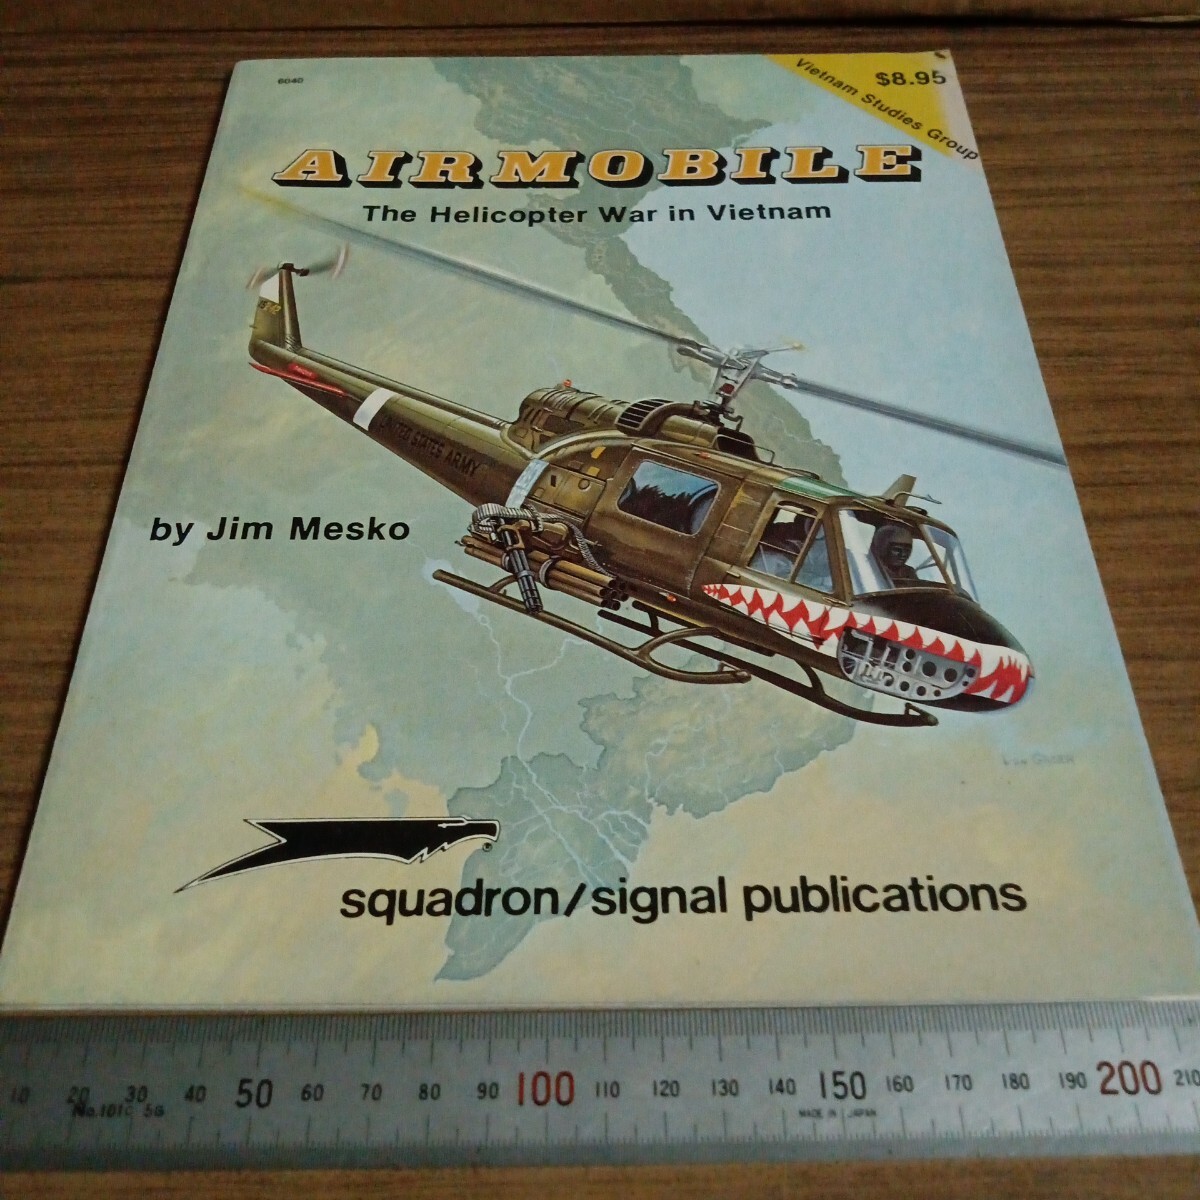 6040
$8.95
Vietnam Studies Group
AIRMOBILE
The Helicopter War in Vietnam
UNITED STATES ARMY
by Jim Mesko
squadron/signal publications
10 20 30 40 50 60 70 80 90 100 110 120 130 140 150 160 170 180 190 200 210
MADE IN JAPAN